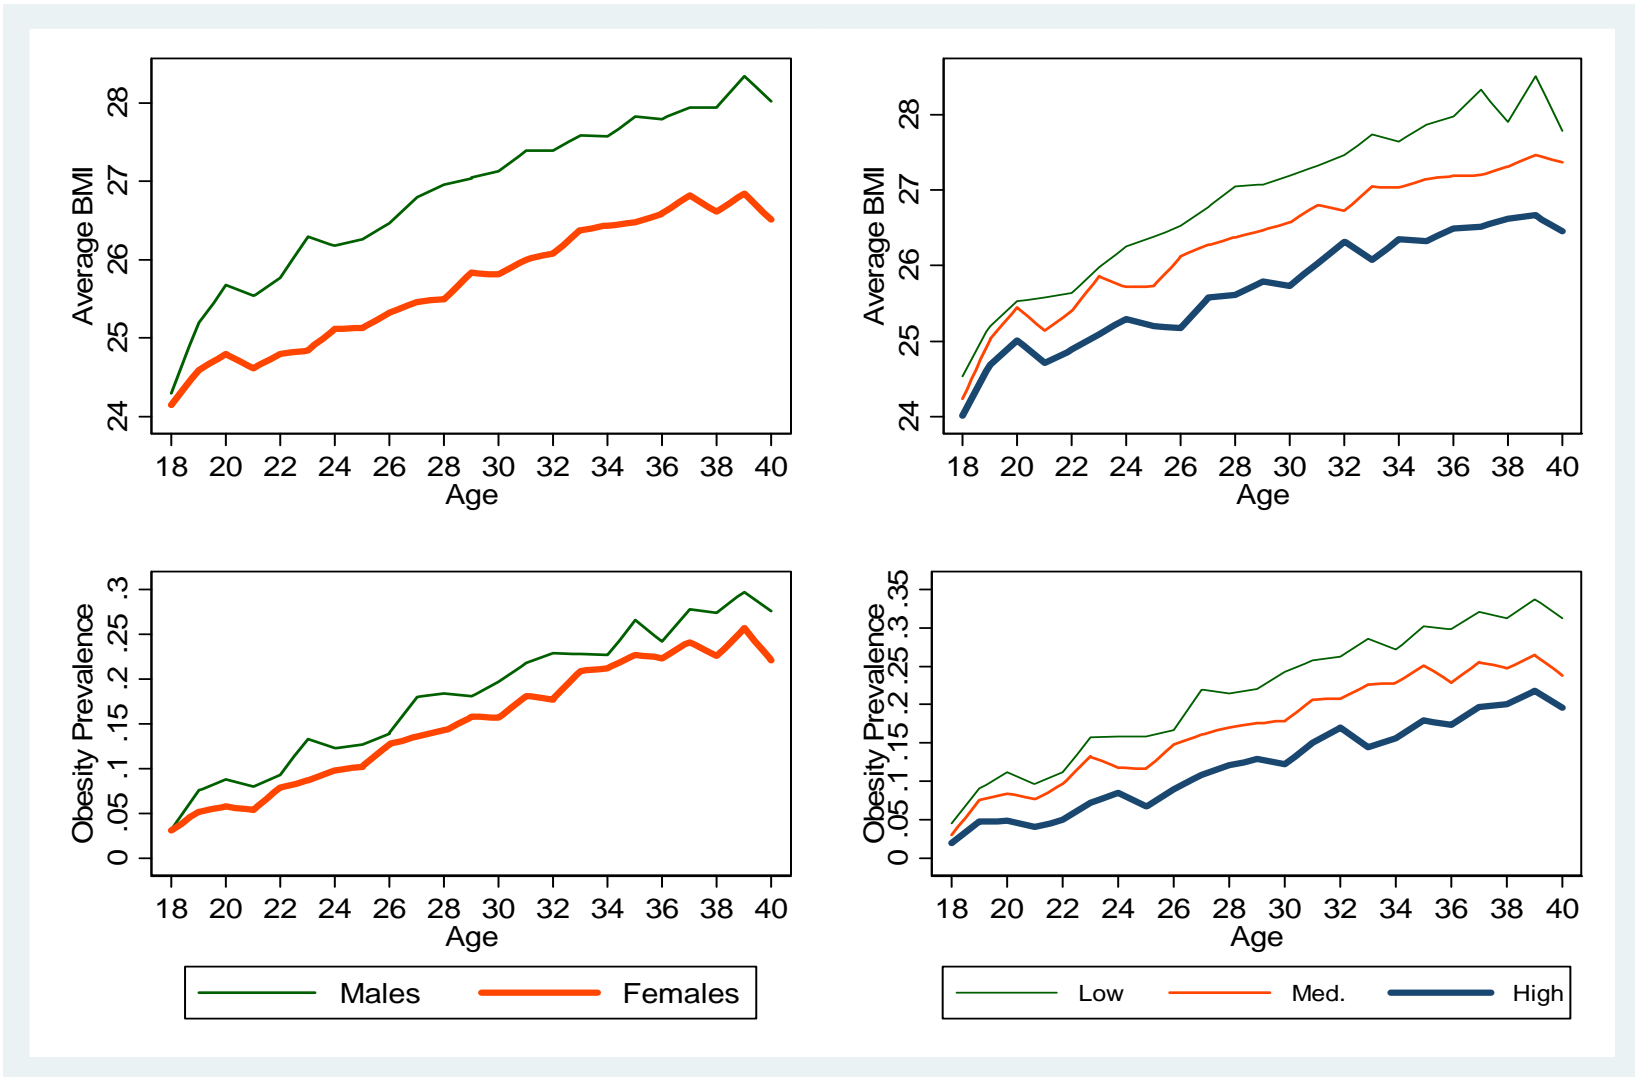 Average BMI
24 25 26 27 28
18 20 22 24 26 28 30 32 34 36 38 40
Age
Average BMI
24 25 26 27 28
18 20 22 24 26 28 30 32 34 36 38 40
Age
Obesity Prevalence
0 .05 .1 .15 .2 .25 .3
18 20 22 24 26 28 30 32 34 36 38 40
Age
Obesity Prevalence
0 .05 .1 .15 .2 .25 .3 .35
18 20 22 24 26 28 30 32 34 36 38 40
Age
Males Females
Low Med. High